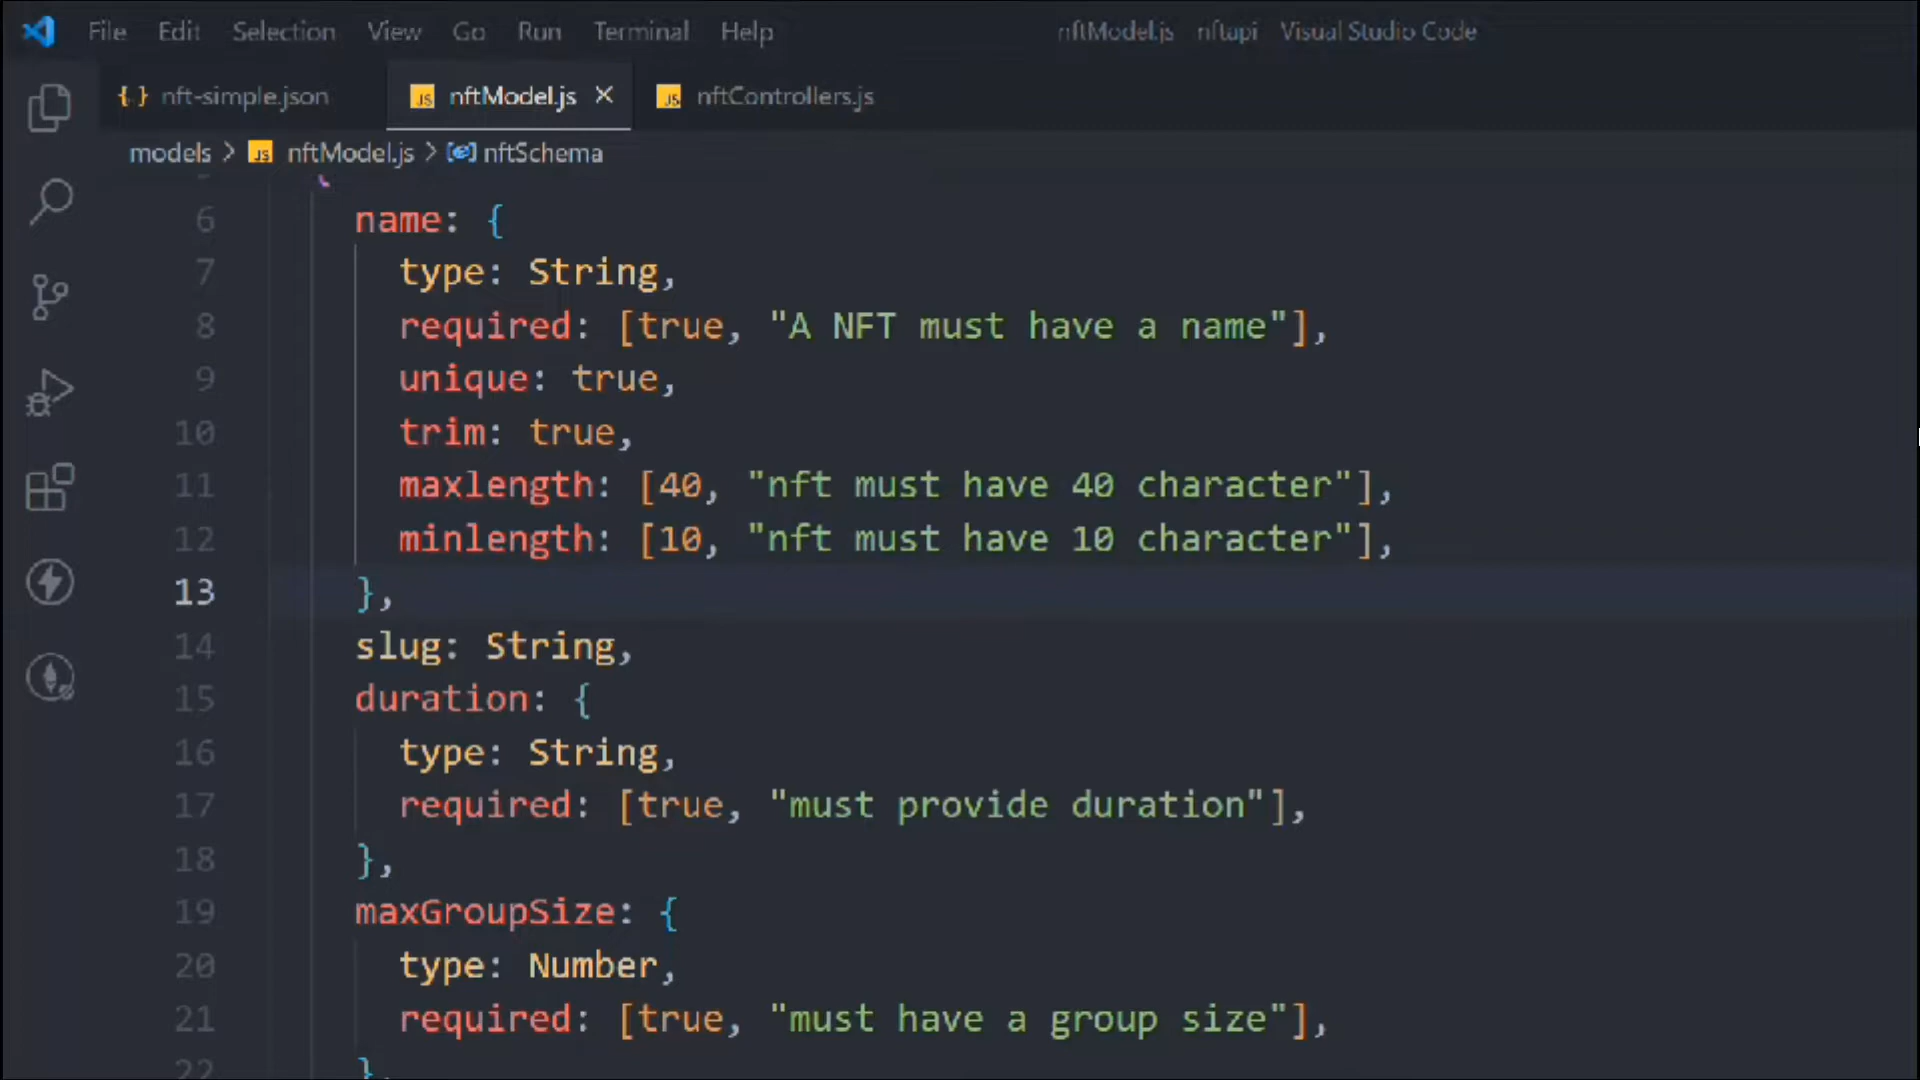 File Edit Selection View Go Run Terminal Help nftModel.js nftapi Visual Studio Code
{ } nft-simple.json JS nftModel.js × JS nftControllers.js
models > JS nftModel.js > nftSchema
6 name: {
7 type: String,
8 required: [true, "A NFT must have a name"],
9 unique: true,
10 trim: true,
11 maxlength: [40, "nft must have 40 character"],
12 minlength: [10, "nft must have 10 character"],
13 },
14 slug: String,
15 duration: {
16 type: String,
17 required: [true, "must provide duration"],
18 },
19 maxGroupSize: {
20 type: Number,
21 required: [true, "must have a group size"],
22 },